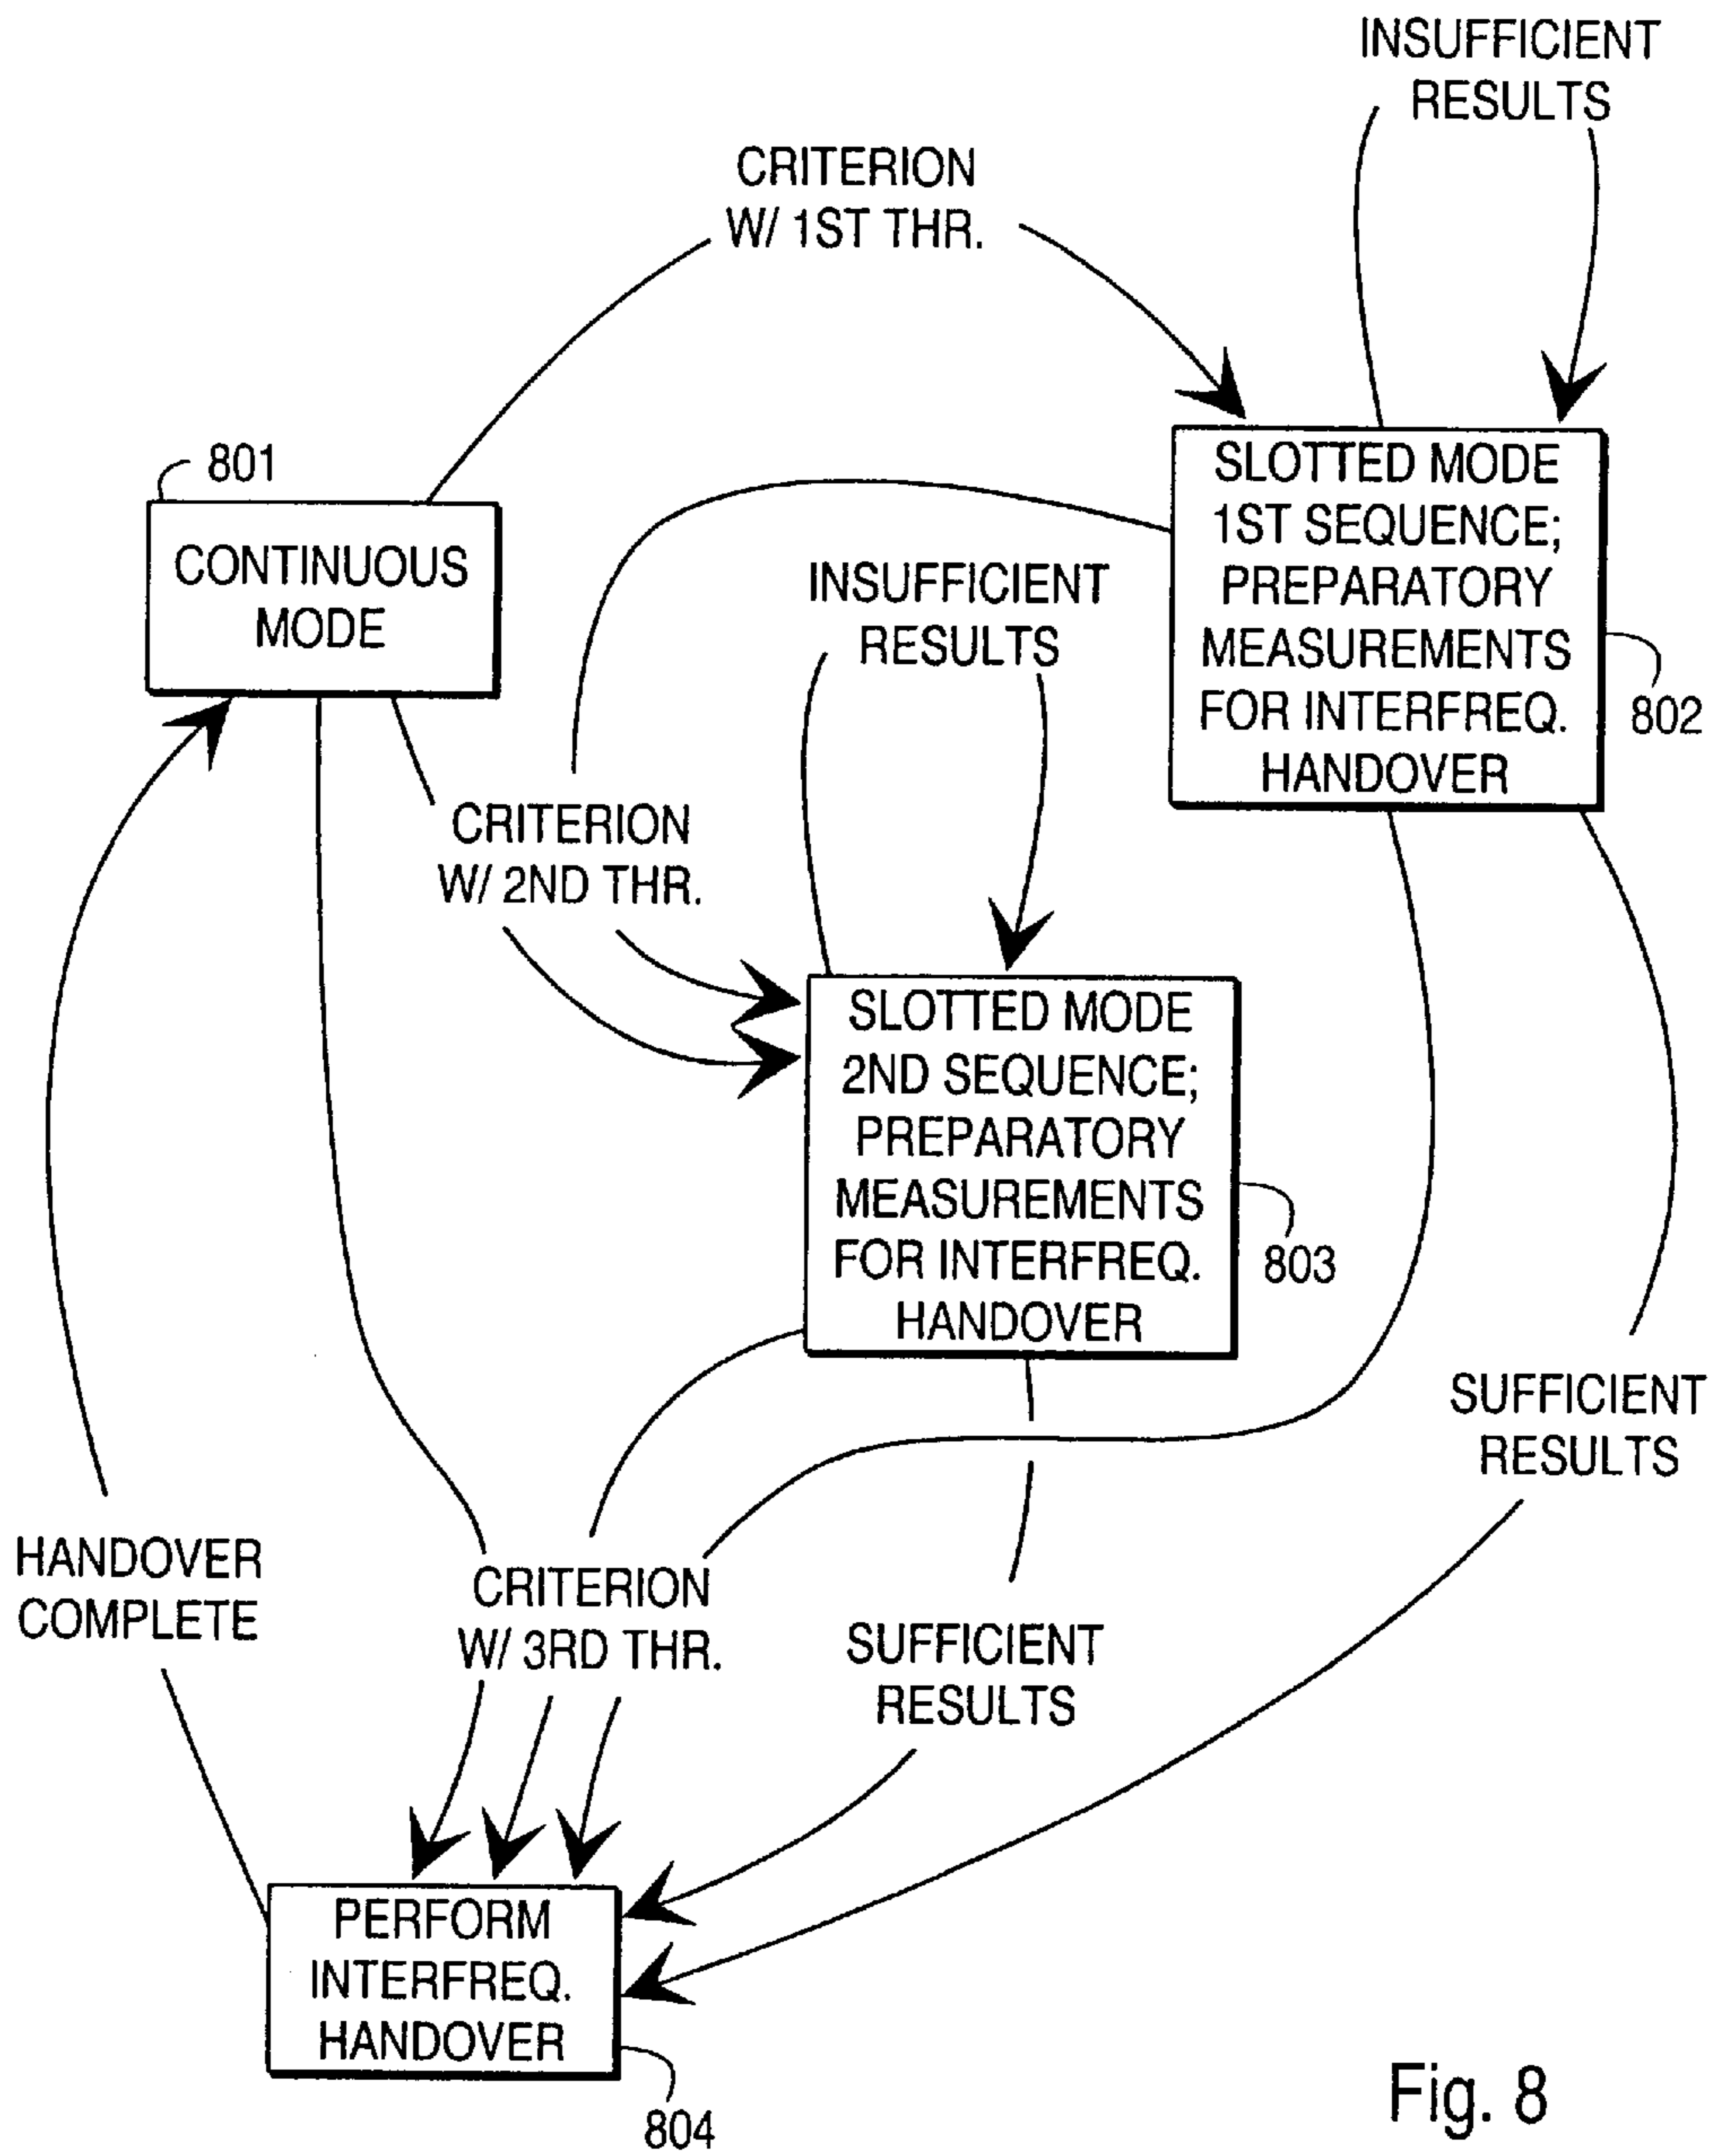 INSUFFICIENT
RESULTS
CRITERION
W/ 1ST THR.
801
CONTINUOUS
MODE
SLOTTED MODE
1ST SEQUENCE;
PREPARATORY
MEASUREMENTS
FOR INTERFREQ.
HANDOVER
802
INSUFFICIENT
RESULTS
CRITERION
W/ 2ND THR.
SLOTTED MODE
2ND SEQUENCE;
PREPARATORY
MEASUREMENTS
FOR INTERFREQ.
HANDOVER
803
SUFFICIENT
RESULTS
HANDOVER
COMPLETE
CRITERION
W/ 3RD THR.
SUFFICIENT
RESULTS
PERFORM
INTERFREQ.
HANDOVER
804
Fig. 8